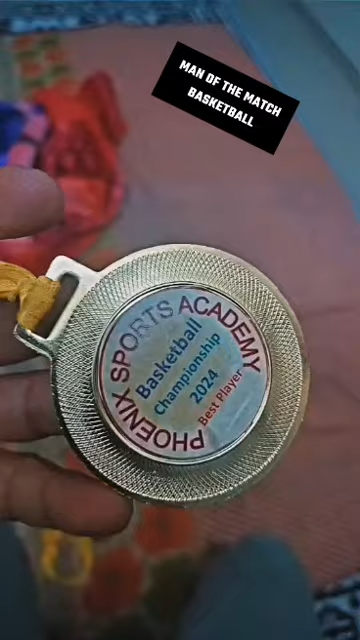 MAN OF THE MATCH
BASKETBALL
PHOENIX SPORTS ACADEMY
Basketball
Championship
2024
Best Player